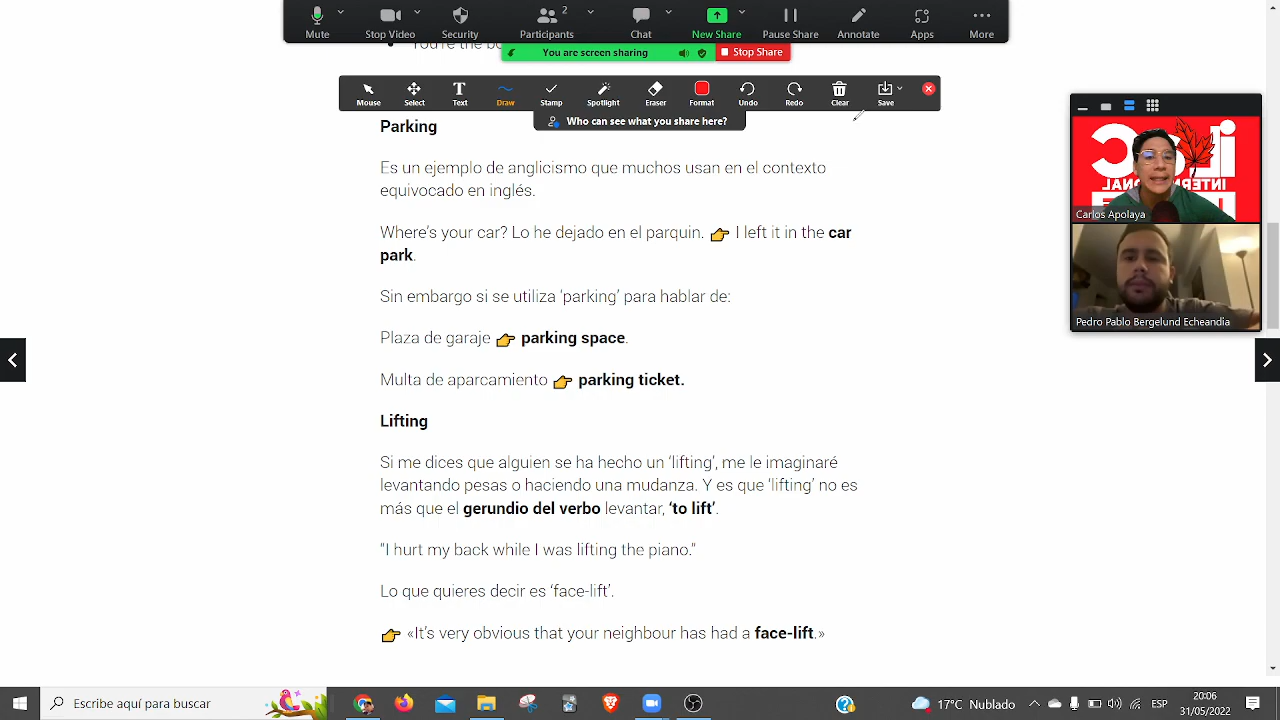 Mute
Stop Video
Security
2
Participants
Chat
New Share
Pause Share
Annotate
Apps
More
You are screen sharing
Stop Share
Mouse
Select
Text
Draw
Stamp
Spotlight
Eraser
Format
Undo
Redo
Clear
Save
Who can see what you share here?
Parking
Es un ejemplo de anglicismo que muchos usan en el contexto
equivocado en inglés.
Where's your car? Lo he dejado en el parquin. 👉 I left it in the car
park.
Sin embargo si se utiliza 'parking' para hablar de:
Plaza de garaje 👉 parking space.
Multa de aparcamiento 👉 parking ticket.
Lifting
Si me dices que alguien se ha hecho un 'lifting', me le imaginaré
levantando pesas o haciendo una mudanza. Y es que 'lifting' no es
más que el gerundio del verbo levantar, 'to lift'.
"I hurt my back while I was lifting the piano."
Lo que quieres decir es 'face-lift'.
👉 «It's very obvious that your neighbour has had a face-lift.»
Carlos Apolaya
Pedro Pablo Bergelund Echeandia
Escribe aquí para buscar
17°C Nublado
ESP
20:06
31/05/2022